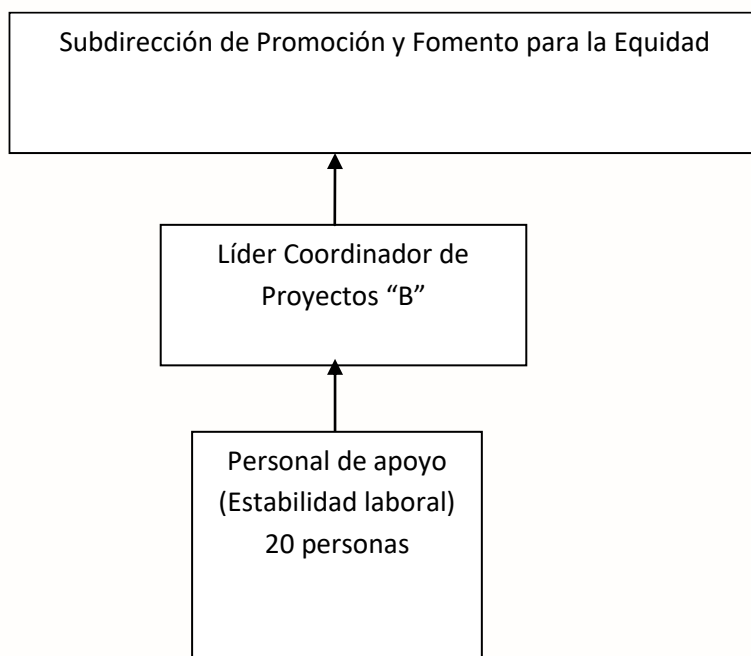 Subdirección de Promoción y Fomento para la Equidad
Líder Coordinador de
Proyectos “B”
Personal de apoyo
(Estabilidad laboral)
20 personas